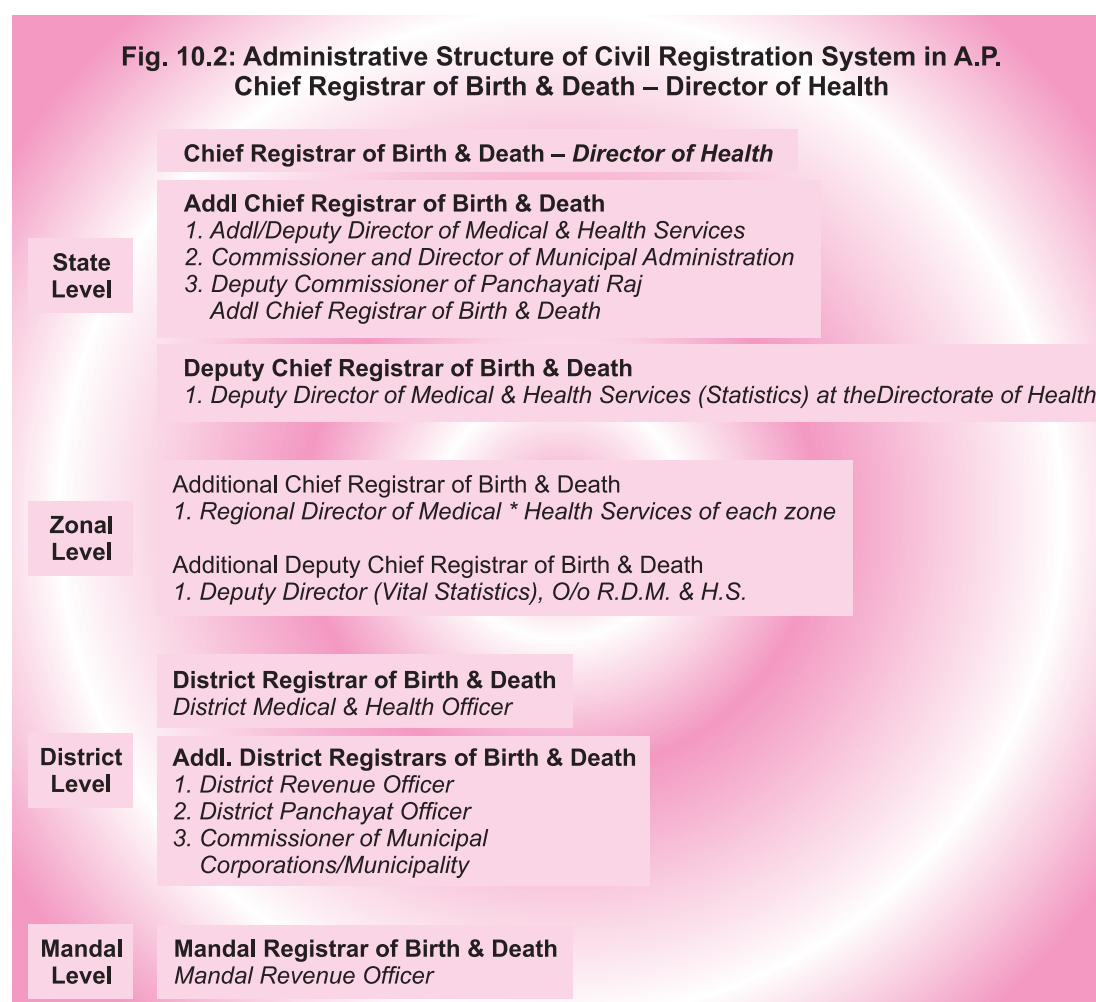 Fig. 10.2: Administrative Structure of Civil Registration System in A.P.
Chief Registrar of Birth & Death – Director of Health
Chief Registrar of Birth & Death – Director of Health
State
Level
Addl Chief Registrar of Birth & Death
1. Addl/Deputy Director of Medical & Health Services
2. Commissioner and Director of Municipal Administration
3. Deputy Commissioner of Panchayati Raj
Addl Chief Registrar of Birth & Death
Deputy Chief Registrar of Birth & Death
1. Deputy Director of Medical & Health Services (Statistics) at theDirectorate of Health
Zonal
Level
Additional Chief Registrar of Birth & Death
1. Regional Director of Medical * Health Services of each zone
Additional Deputy Chief Registrar of Birth & Death
1. Deputy Director (Vital Statistics), O/o R.D.M. & H.S.
District
Level
District Registrar of Birth & Death
District Medical & Health Officer
Addl. District Registrars of Birth & Death
1. District Revenue Officer
2. District Panchayat Officer
3. Commissioner of Municipal
Corporations/Municipality
Mandal
Level
Mandal Registrar of Birth & Death
Mandal Revenue Officer